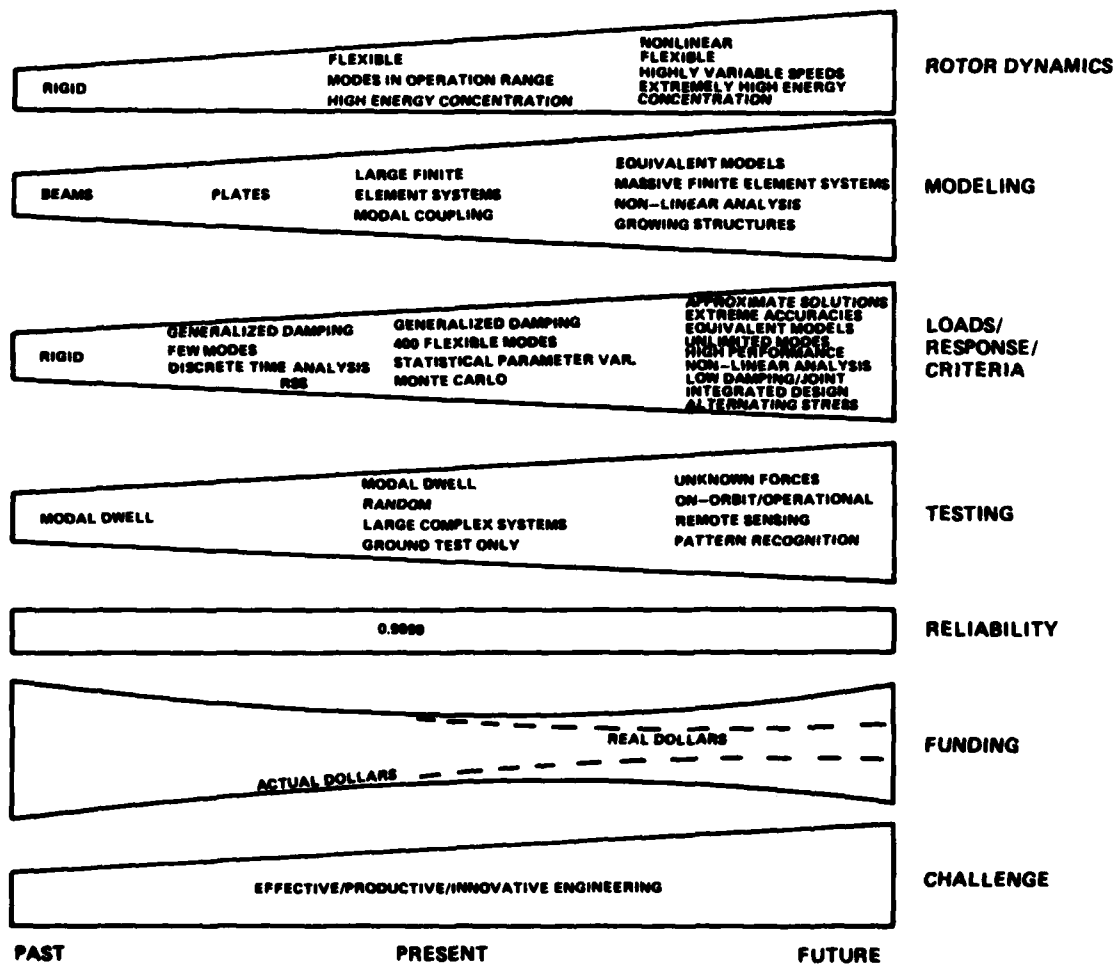 RIGID
FLEXIBLE
MODES IN OPERATION RANGE
HIGH ENERGY CONCENTRATION
NONLINEAR
FLEXIBLE
HIGHLY VARIABLE SPEEDS
EXTREMELY HIGH ENERGY
CONCENTRATION
ROTOR DYNAMICS
BEAMS
PLATES
LARGE FINITE
ELEMENT SYSTEMS
MODAL COUPLING
EQUIVALENT MODELS
MASSIVE FINITE ELEMENT SYSTEMS
NON-LINEAR ANALYSIS
GROWING STRUCTURES
MODELING
RIGID
GENERALIZED DAMPING
FEW MODES
DISCRETE TIME ANALYSIS
RSS
GENERALIZED DAMPING
400 FLEXIBLE MODES
STATISTICAL PARAMETER VAR.
MONTE CARLO
APPROXIMATE SOLUTIONS
EXTREME ACCURACIES
EQUIVALENT MODELS
UNLIMITED MODES
HIGH PERFORMANCE
NON-LINEAR ANALYSIS
LOW DAMPING/JOINT
INTEGRATED DESIGN
ALTERNATING STRESS
LOADS/
RESPONSE/
CRITERIA
MODAL DWELL
MODAL DWELL
RANDOM
LARGE COMPLEX SYSTEMS
GROUND TEST ONLY
UNKNOWN FORCES
ON-ORBIT/OPERATIONAL
REMOTE SENSING
PATTERN RECOGNITION
TESTING
0.9999
RELIABILITY
REAL DOLLARS
ACTUAL DOLLARS
FUNDING
EFFECTIVE/PRODUCTIVE/INNOVATIVE ENGINEERING
CHALLENGE
PAST PRESENT FUTURE